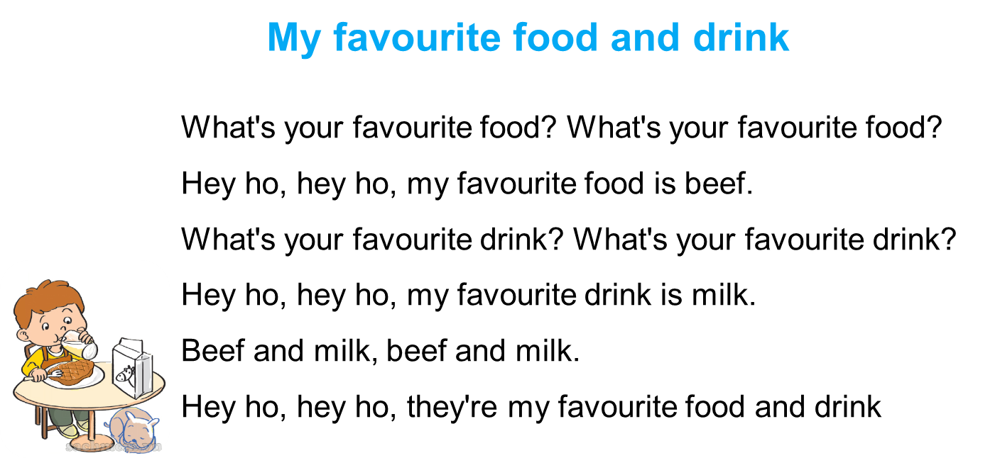 My favourite food and drink
What's your favourite food? What's your favourite food?
Hey ho, hey ho, my favourite food is beef.
What's your favourite drink? What's your favourite drink?
Hey ho, hey ho, my favourite drink is milk.
Beef and milk, beef and milk.
Hey ho, hey ho, they're my favourite food and drink